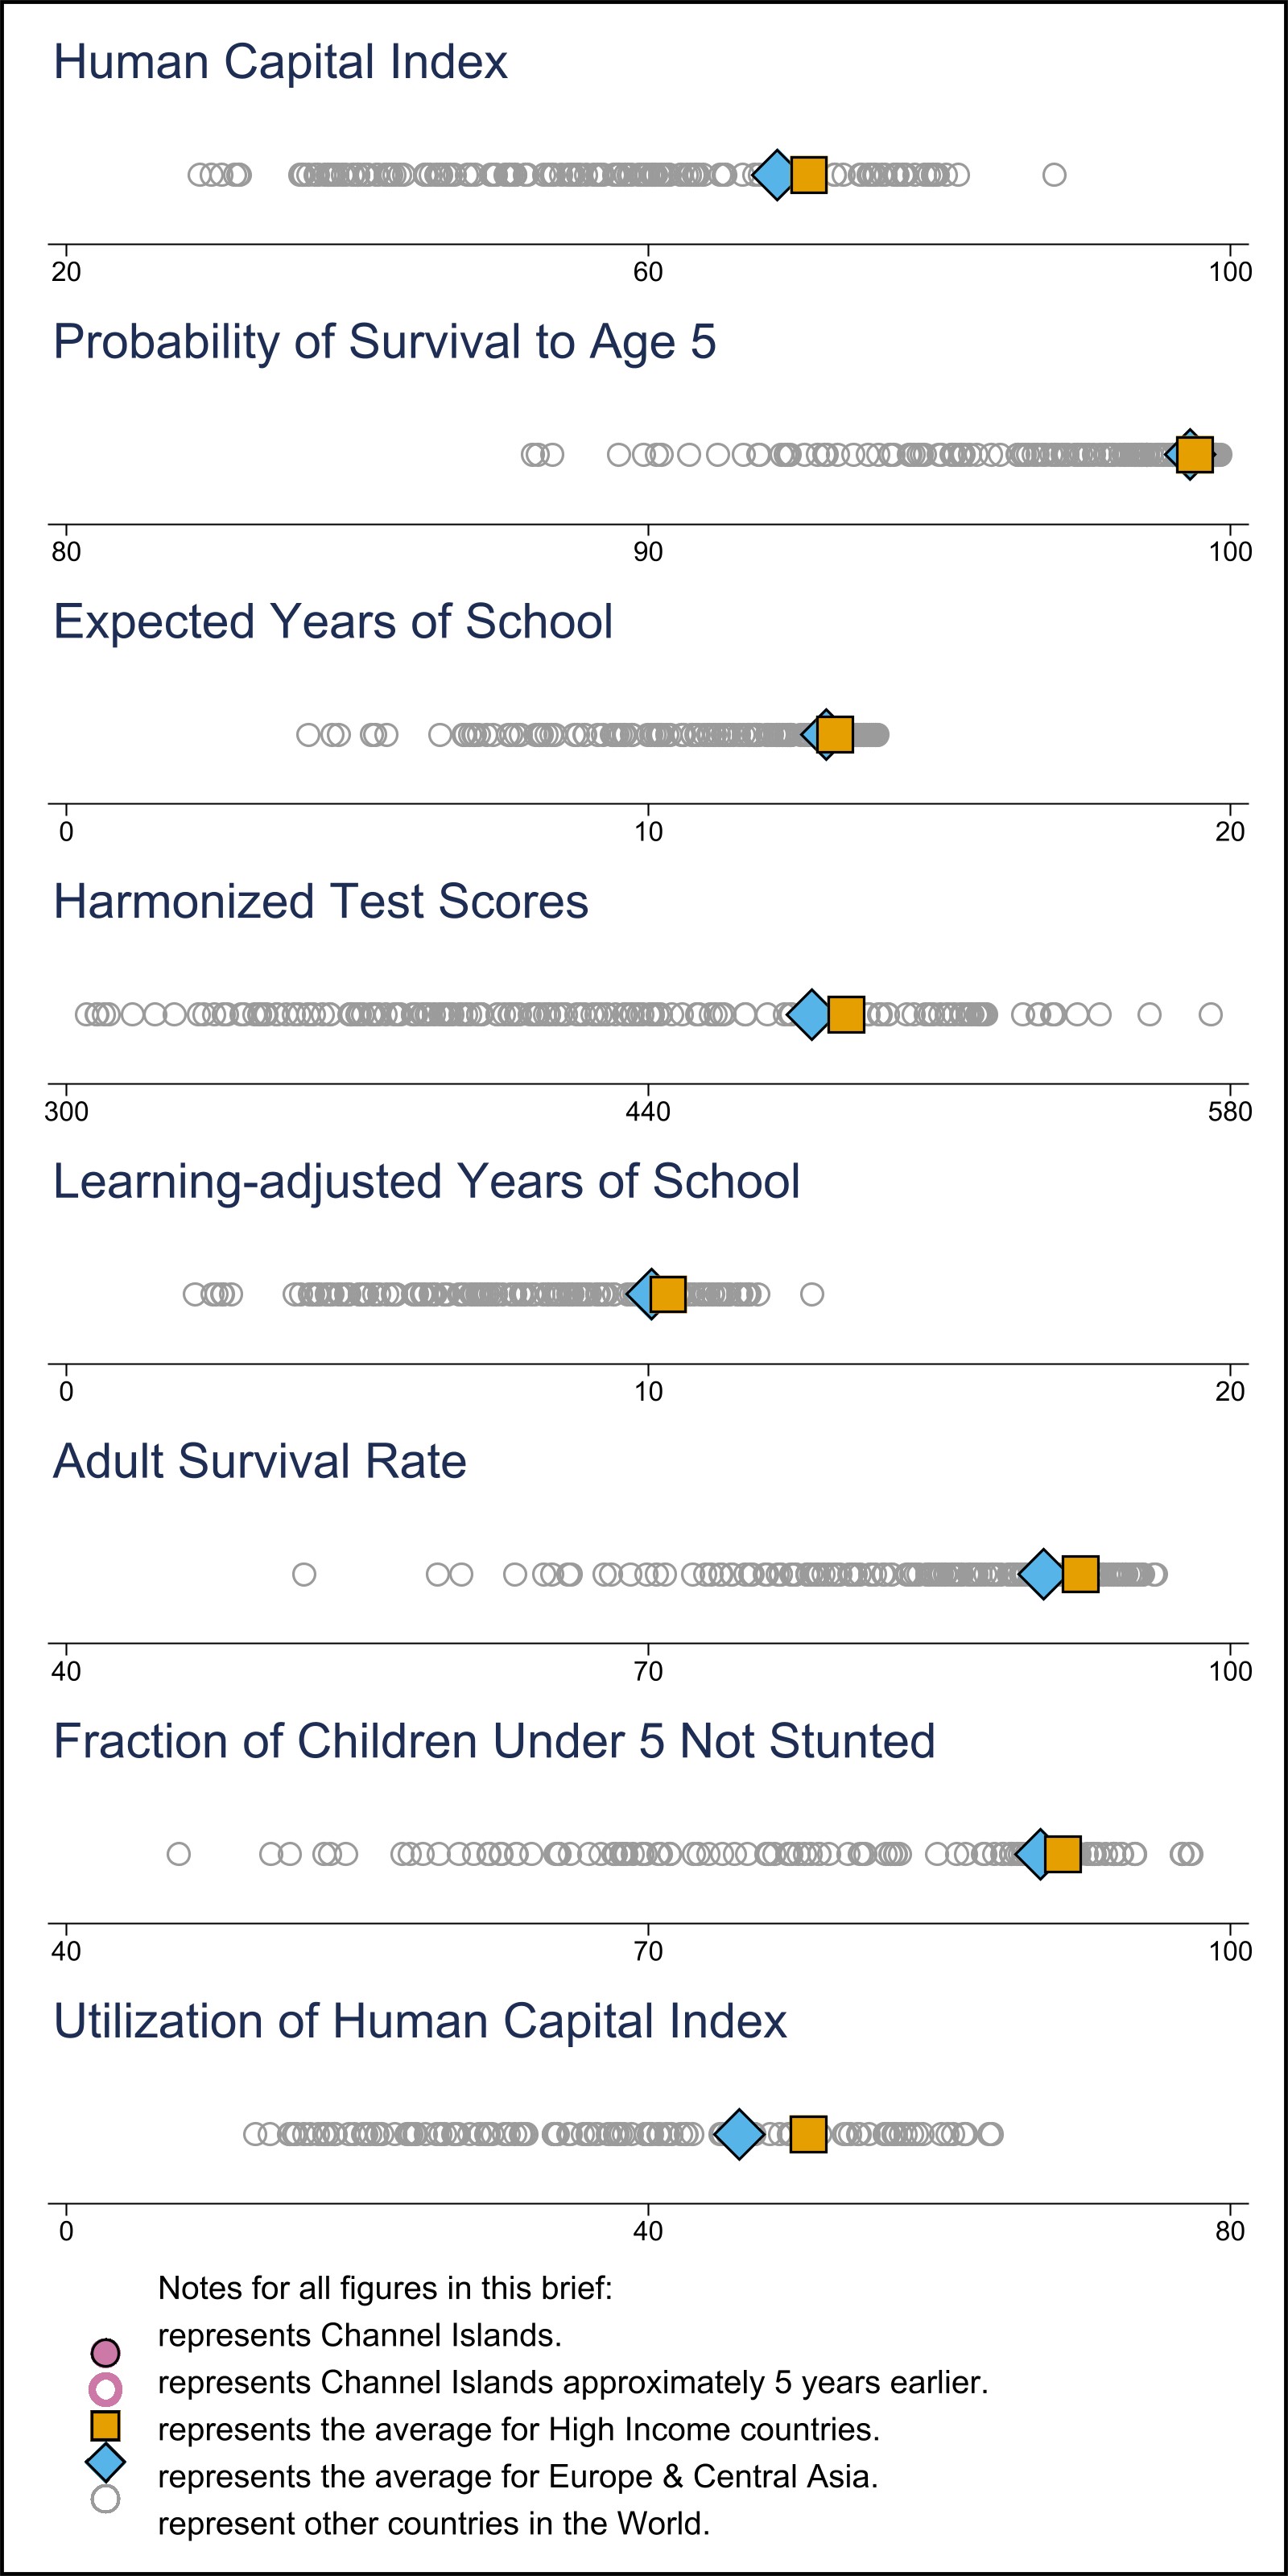 Human Capital Index
20 60 100
Probability of Survival to Age 5
80 90 100
Expected Years of School
0 10 20
Harmonized Test Scores
300 440 580
Learning-adjusted Years of School
0 10 20
Adult Survival Rate
40 70 100
Fraction of Children Under 5 Not Stunted
40 70 100
Utilization of Human Capital Index
0 40 80
Notes for all figures in this brief:
represents Channel Islands.
represents Channel Islands approximately 5 years earlier.
represents the average for High Income countries.
represents the average for Europe & Central Asia.
represent other countries in the World.